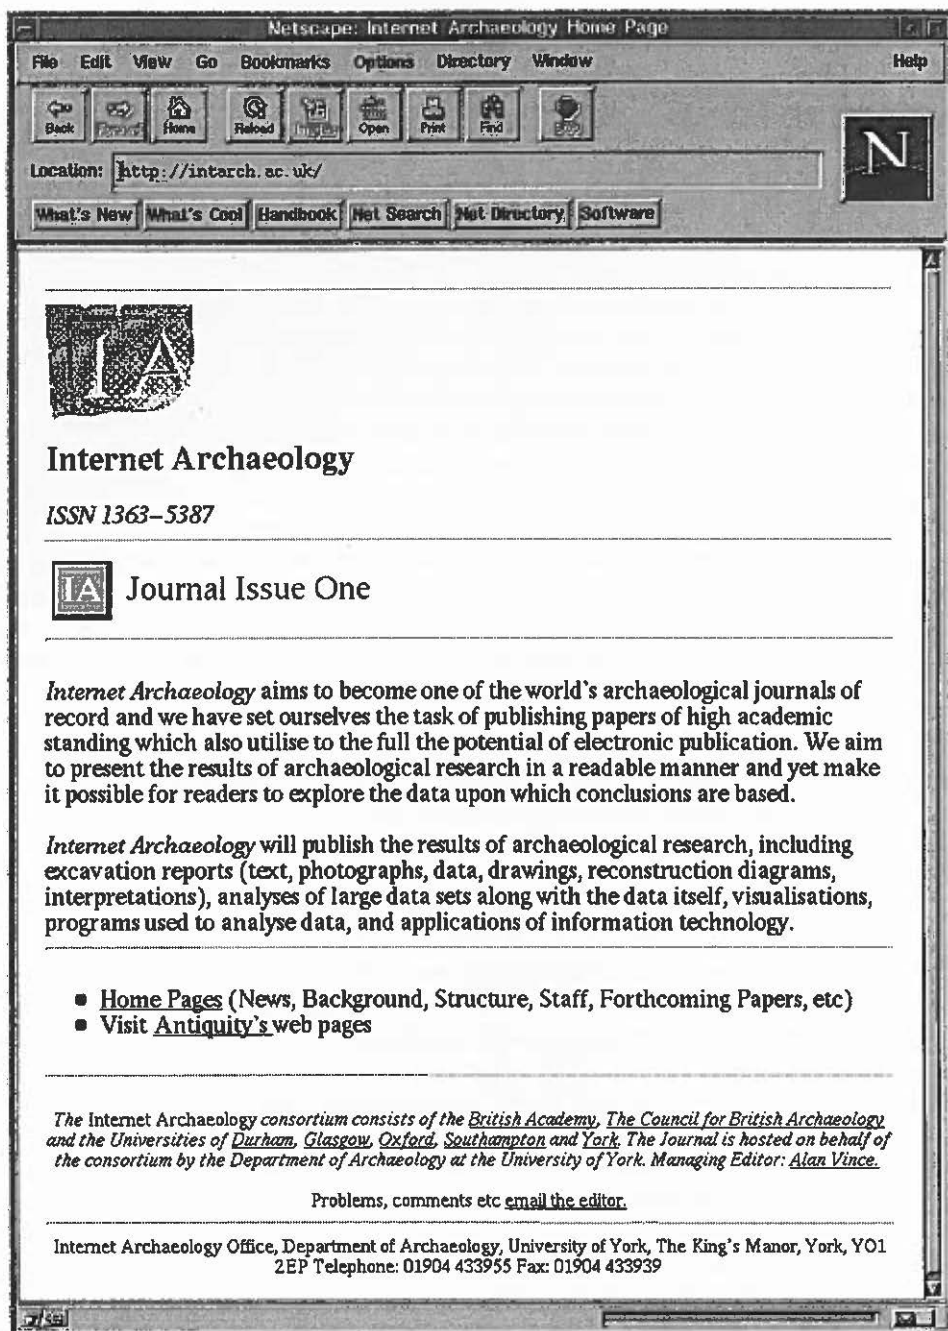 Netscape: Internet Archaeology Home Page
File Edit View Go Bookmarks Options Directory Window Help
Back Forward Home Reload Open Print Find Stop
N
Location: http://intarch.ac.uk/
What's New What's Cool Handbook Net Search Net Directory Software
IA
Internet Archaeology
ISSN 1363–5387
IA Journal Issue One
Internet Archaeology aims to become one of the world's archaeological journals of
record and we have set ourselves the task of publishing papers of high academic
standing which also utilise to the full the potential of electronic publication. We aim
to present the results of archaeological research in a readable manner and yet make
it possible for readers to explore the data upon which conclusions are based.
Internet Archaeology will publish the results of archaeological research, including
excavation reports (text, photographs, data, drawings, reconstruction diagrams,
interpretations), analyses of large data sets along with the data itself, visualisations,
programs used to analyse data, and applications of information technology.
Home Pages (News, Background, Structure, Staff, Forthcoming Papers, etc)
Visit Antiquity's web pages
The Internet Archaeology consortium consists of the British Academy, The Council for British Archaeology
and the Universities of Durham, Glasgow, Oxford, Southampton and York. The Journal is hosted on behalf of
the consortium by the Department of Archaeology at the University of York. Managing Editor: Alan Vince.
Problems, comments etc email the editor.
Internet Archaeology Office, Department of Archaeology, University of York, The King's Manor, York, YO1
2EP Telephone: 01904 433955 Fax: 01904 433939